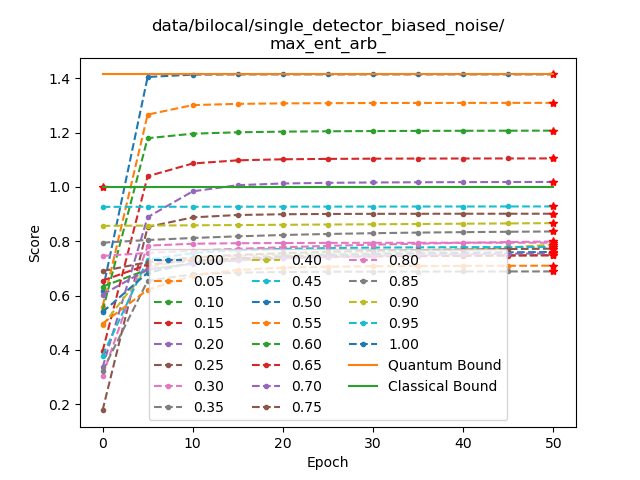 data/bilocal/single_detector_biased_noise/
max_ent_arb_
Score
1.4
1.2
1.0
0.8
0.6
0.4
0.2
0.00 0.40 0.80
0.05 0.45 0.85
0.10 0.50 0.90
0.15 0.55 0.95
0.20 0.60 1.00
0.25 0.65 Quantum Bound
0.30 0.70 Classical Bound
0.35 0.75
0 10 20 30 40 50
Epoch